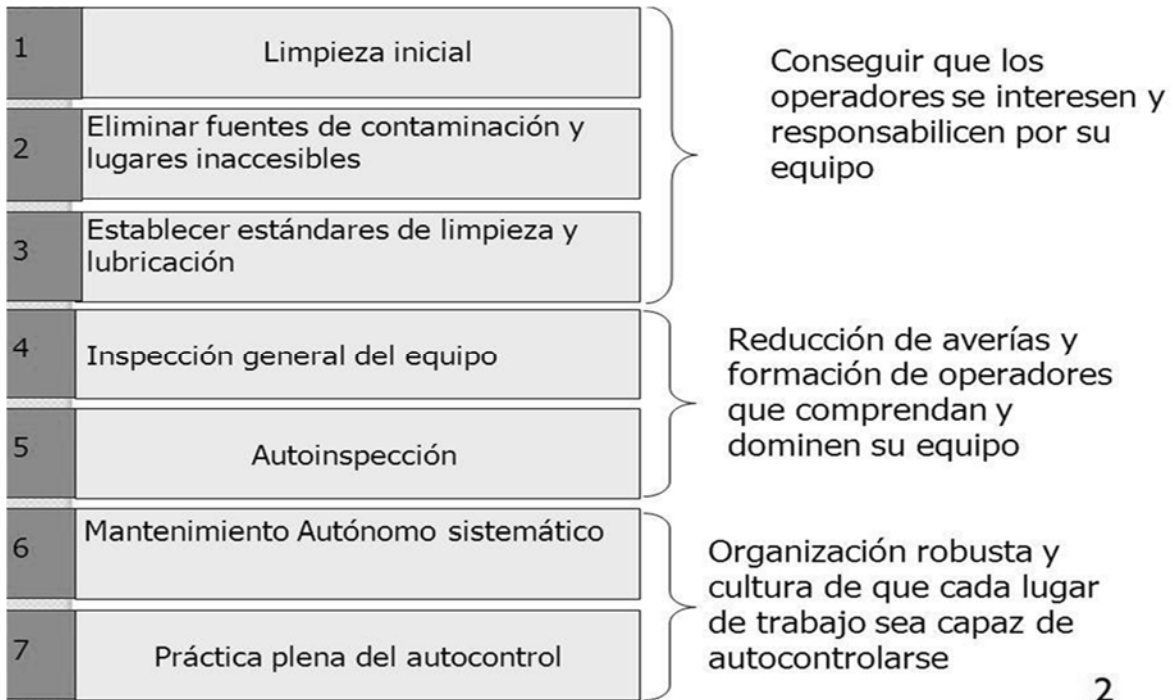 1
Limpieza inicial
2
Eliminar fuentes de contaminación y
lugares inaccesibles
3
Establecer estándares de limpieza y
lubricación
Conseguir que los
operadores se interesen y
responsabilicen por su
equipo
4
Inspección general del equipo
5
Autoinspección
Reducción de averías y
formación de operadores
que comprendan y
dominen su equipo
6
Mantenimiento Autónomo sistemático
7
Práctica plena del autocontrol
Organización robusta y
cultura de que cada lugar
de trabajo sea capaz de
autocontrolarse
2